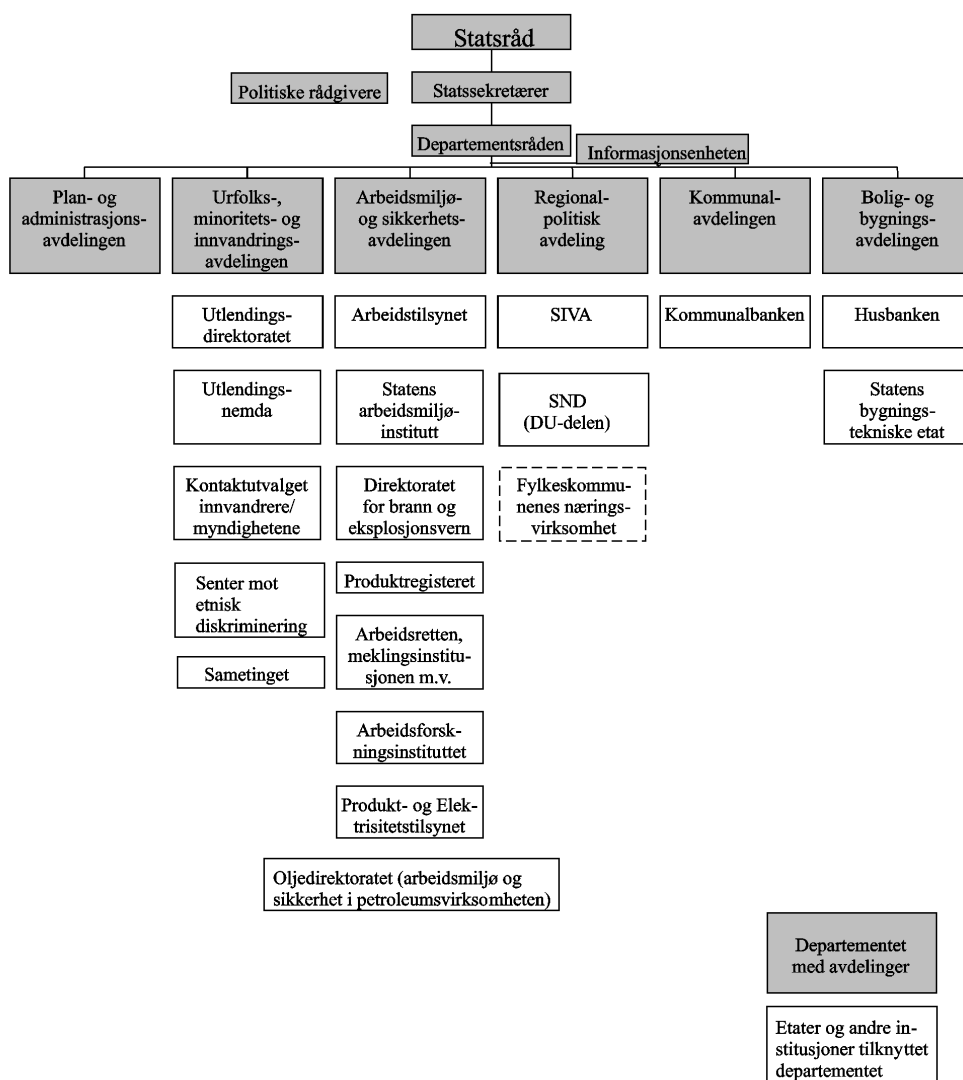 Statsråd
Politiske rådgivere
Statssekretærer
Departementsråden
Informasjonsenheten
Plan- og
administrasjons-
avdelingen
Urfolks-,
minoritets- og
innvandrings-
avdelingen
Arbeidsmiljø-
og sikkerhets-
avdelingen
Regional-
politisk
avdeling
Kommunal-
avdelingen
Bolig- og
bygnings-
avdelingen
Utlendings-
direktoratet
Arbeidstilsynet
SIVA
Kommunalbanken
Husbanken
Utlendings-
nemda
Statens
arbeidsmiljø-
institutt
SND
(DU-delen)
Statens
bygnings-
tekniske etat
Kontaktutvalget
innvandrere/
myndighetene
Direktoratet
for brann og
eksplosjonsvern
Fylkeskommu-
nenes nærings-
virksomhet
Senter mot
etnisk
diskriminering
Produktregisteret
Sametinget
Arbeidsretten,
meklingsinstitu-
sjonen m.v.
Arbeidsforsk-
ningsinstituttet
Produkt- og Elek-
trisitetstilsynet
Oljedirektoratet (arbeidsmiljø og
sikkerhet i petroleumsvirksomheten)
Departementet
med avdelinger
Etater og andre in-
stitusjoner tilknyttet
departementet